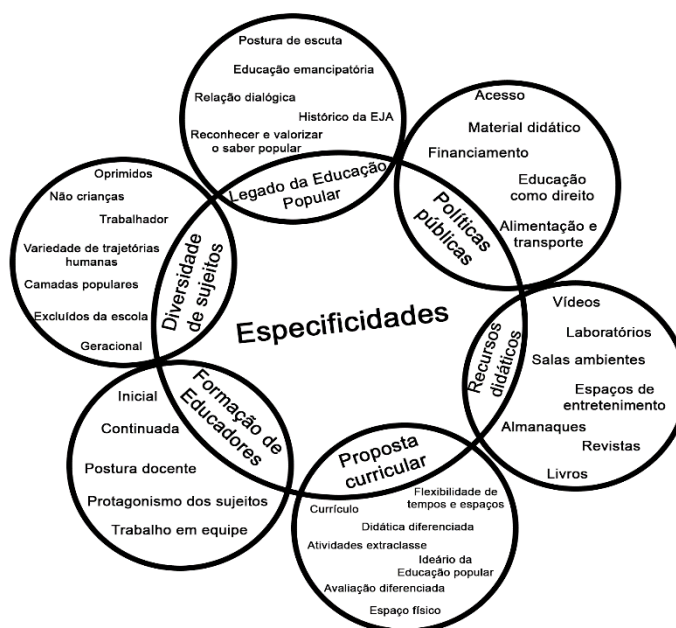 Postura de escuta
Educação emancipatória
Relação dialógica
Histórico da EJA
Reconhecer e valorizar
o saber popular
Legado da Educação
Popular
Acesso
Material didático
Financiamento
Educação
como direito
Alimentação e
transporte
Políticas
públicas
Oprimidos
Não crianças
Trabalhador
Variedade de trajetórias
humanas
Camadas populares
Excluídos da escola
Geracional
Diversidade
de sujeitos
Especificidades
Vídeos
Laboratórios
Salas ambientes
Espaços de
entretenimento
Almanaques
Revistas
Livros
Recursos
didáticos
Inicial
Continuada
Postura docente
Protagonismo dos sujeitos
Trabalho em equipe
Formação de
Educadores
Proposta
curricular
Currículo
Flexibilidade de
tempos e espaços
Didática diferenciada
Atividades extraclasse
Ideário da
Educação popular
Avaliação diferenciada
Espaço físico